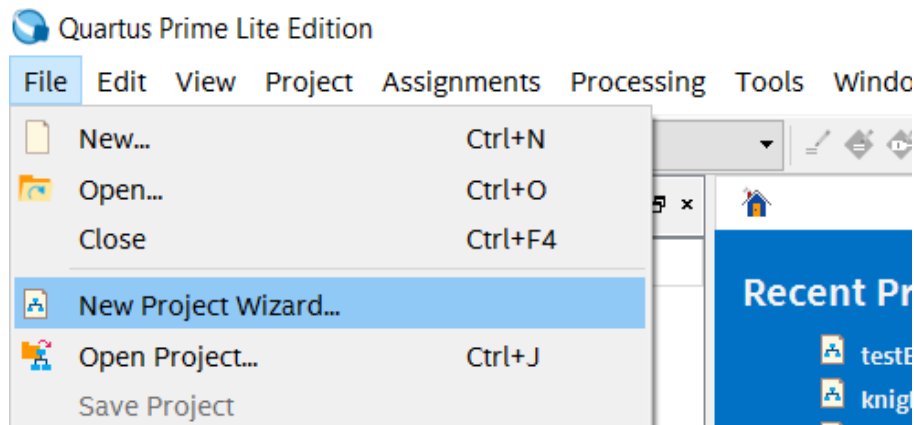 Quartus Prime Lite Edition
File Edit View Project Assignments Processing Tools
New... Ctrl+N
Open... Ctrl+O
Close Ctrl+F4
New Project Wizard...
Recent
Open Project... Ctrl+J
Save Project